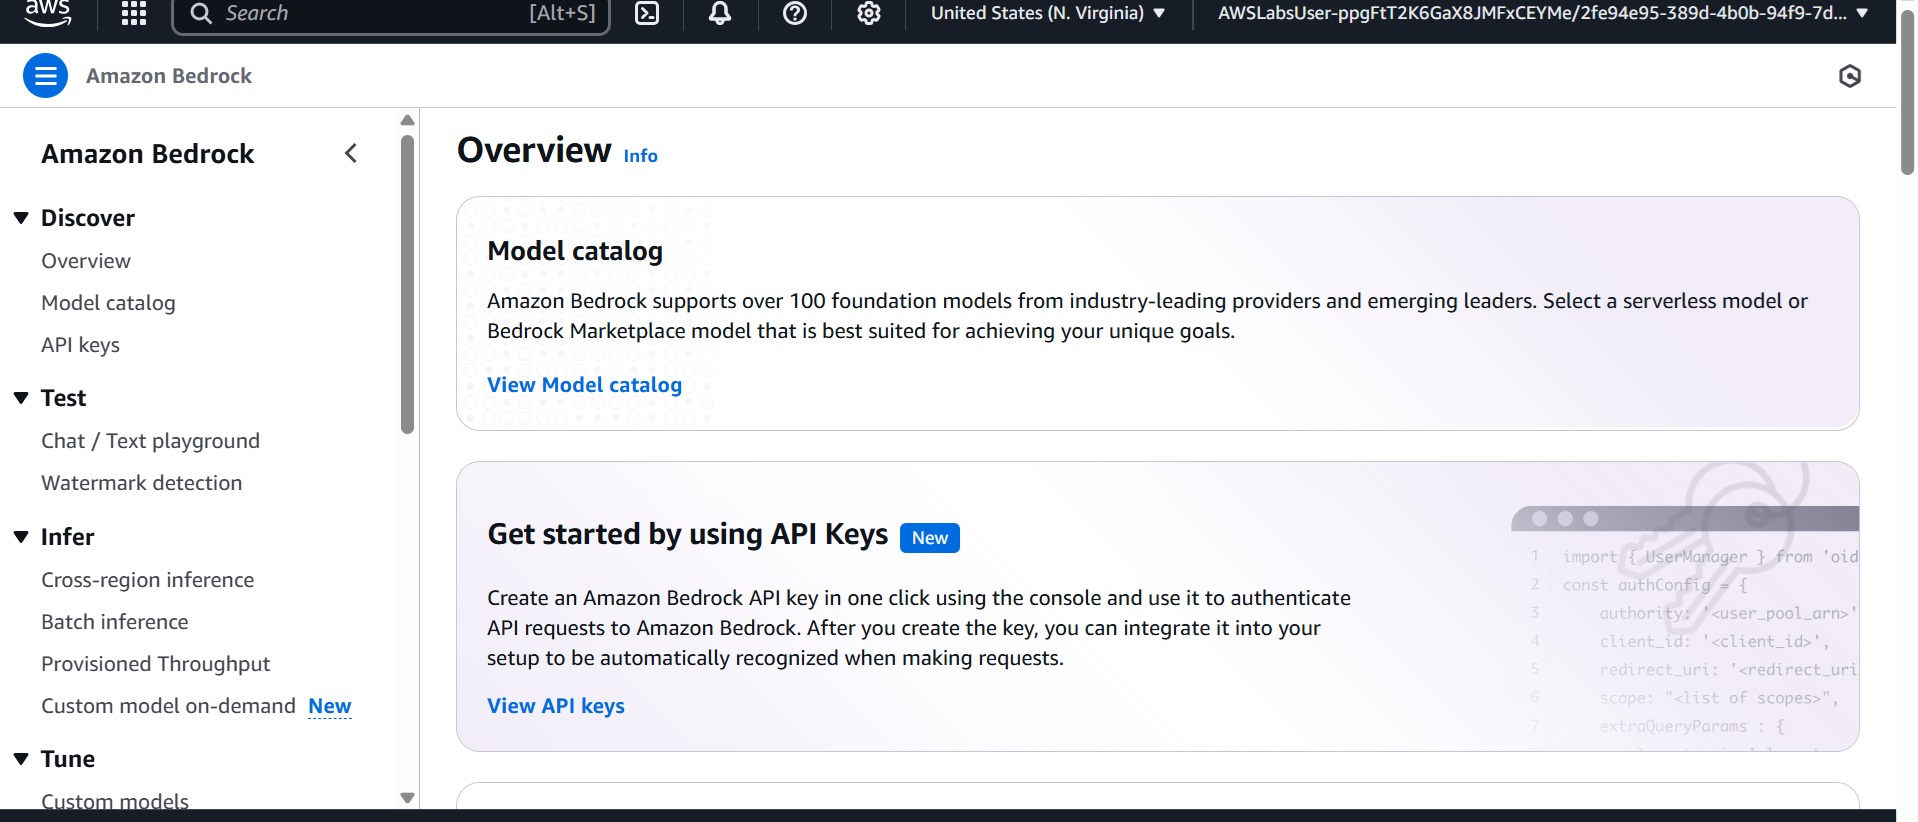 aws
Search [Alt+S]
United States (N. Virginia)
AWSLabsUser-ppgFtT2K6GaX8JMFxCEYMe/2fe94e95-389d-4b0b-94f9-7d...
Amazon Bedrock
Amazon Bedrock
Discover
Overview
Model catalog
API keys
Test
Chat / Text playground
Watermark detection
Infer
Cross-region inference
Batch inference
Provisioned Throughput
Custom model on-demand New
Tune
Custom models
Overview Info
Model catalog
Amazon Bedrock supports over 100 foundation models from industry-leading providers and emerging leaders. Select a serverless model or
Bedrock Marketplace model that is best suited for achieving your unique goals.
View Model catalog
Get started by using API Keys New
Create an Amazon Bedrock API key in one click using the console and use it to authenticate
API requests to Amazon Bedrock. After you create the key, you can integrate it into your
setup to be automatically recognized when making requests.
View API keys
1 import { UserManager } from 'oid
2 const authConfig = {
3 authority: '<user_pool_arn>'
4 client_id: '<client_id>',
5 redirect_uri: '<redirect_uri
6 scope: "<list of scopes>",
7 extraQueryParams : {